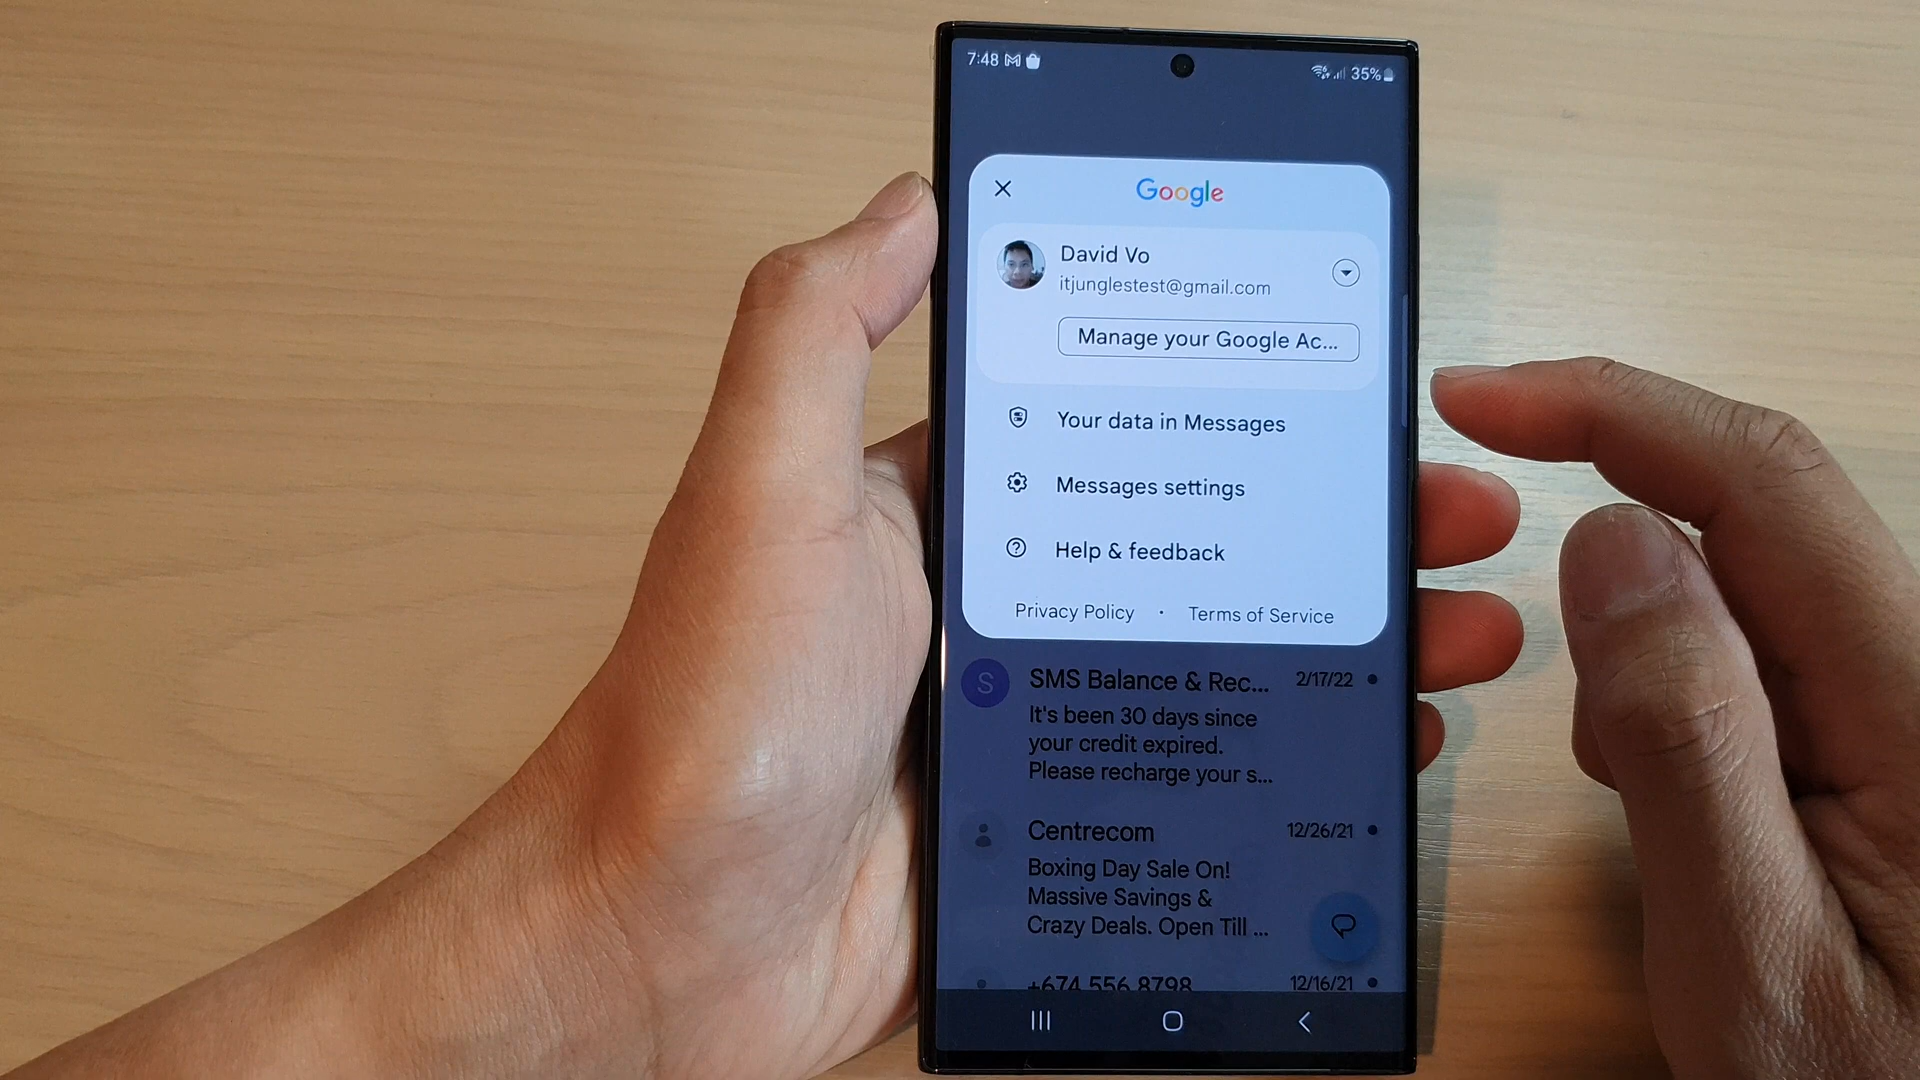 7:48
35%
Google
David Vo
itjunglestest@gmail.com
Manage your Google Ac...
Your data in Messages
Messages settings
Help & feedback
Privacy Policy · Terms of Service
S
SMS Balance & Rec... 2/17/22
It's been 30 days since
your credit expired.
Please recharge your s...
Centrecom 12/26/21
Boxing Day Sale On!
Massive Savings &
Crazy Deals. Open Till ...
+674 556 8798 12/16/21